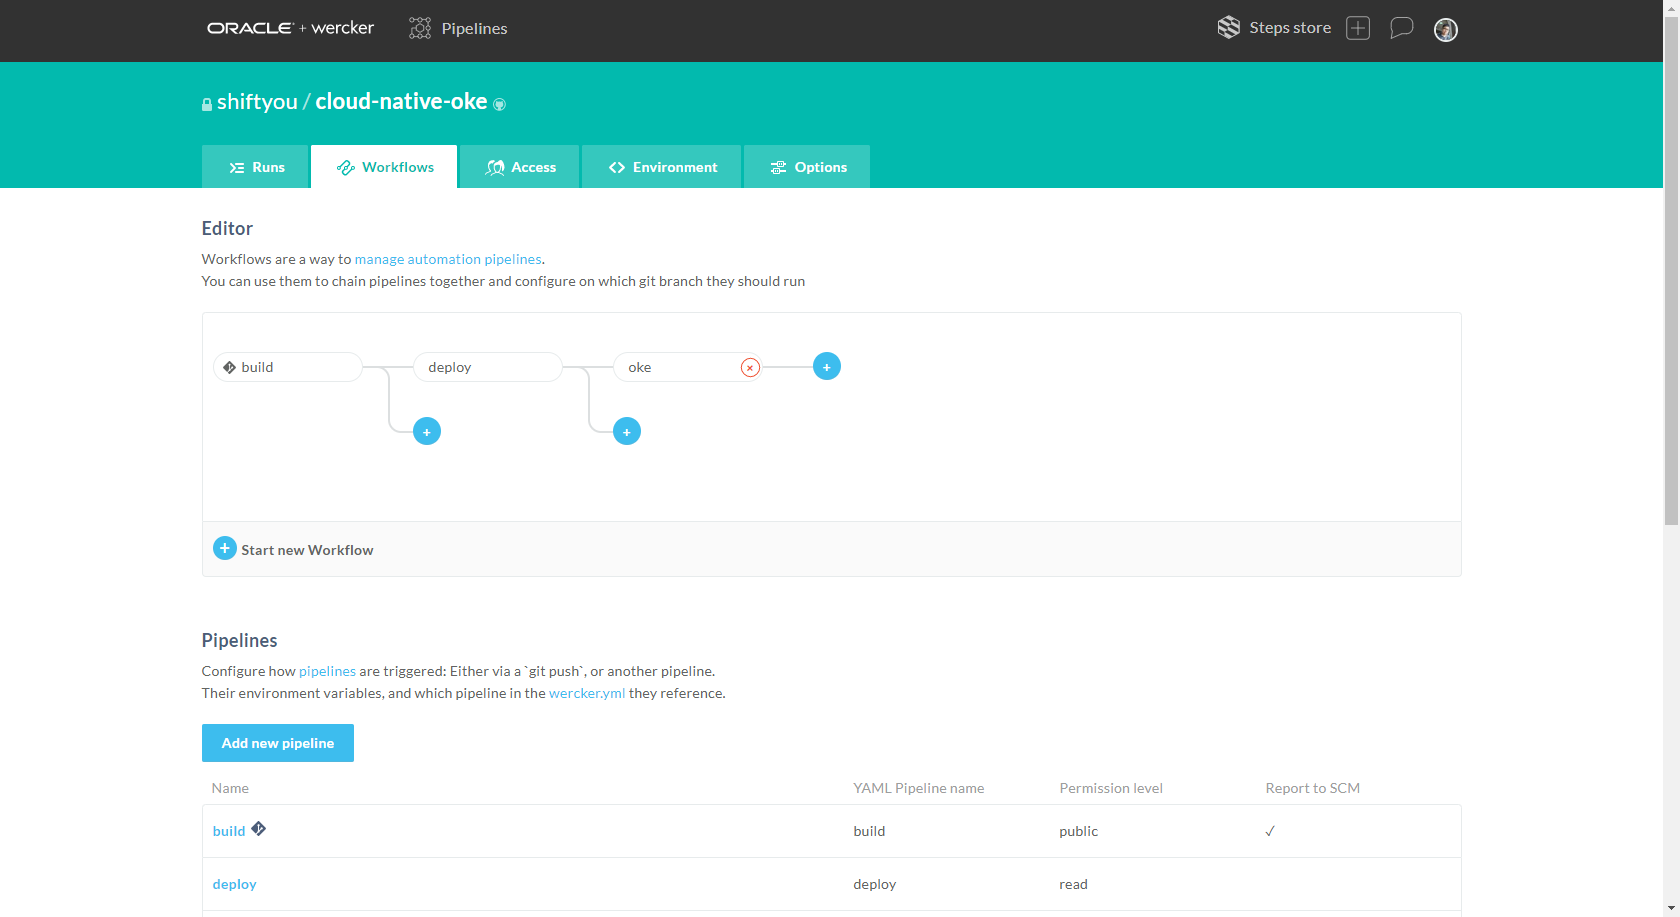 ORACLE + wercker Pipelines Steps store
shiftyou / cloud-native-oke
Runs Workflows Access Environment Options
Editor
Workflows are a way to manage automation pipelines.
You can use them to chain pipelines together and configure on which git branch they should run
build deploy oke × +
+ +
+ Start new Workflow
Pipelines
Configure how pipelines are triggered: Either via a `git push`, or another pipeline.
Their environment variables, and which pipeline in the wercker.yml they reference.
Add new pipeline
Name YAML Pipeline name Permission level Report to SCM
build build public ✓
deploy deploy read